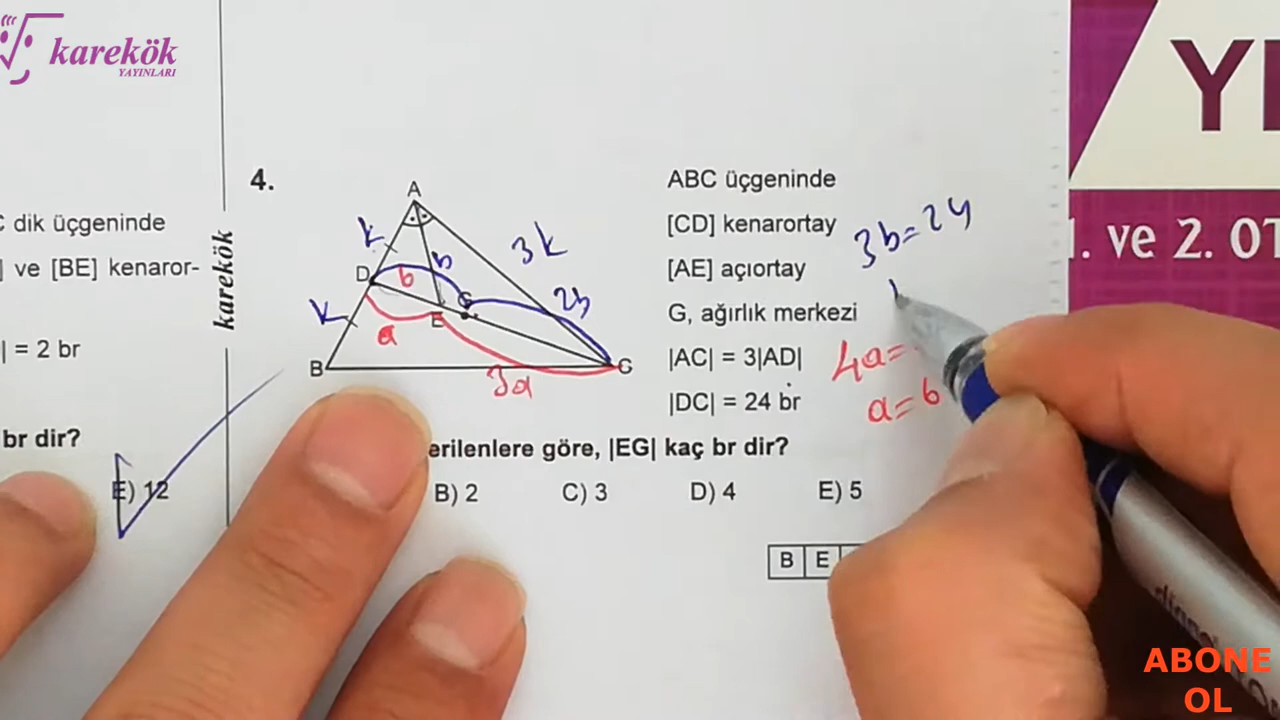 karekök
YAYINLARI
C dik üçgeninde
] ve [BE] kenaror-
| = 2 br
br dir?
E) 12
karekök
4.
A
k
D
b
b
3k
k
G
2b
E
a
B
3a
C
ABC üçgeninde
[CD] kenarortay
[AE] açıortay
G, ağırlık merkezi
|AC| = 3|AD|
|DC| = 24 br
3b=24
4a=
a=6
erilenlere göre, |EG| kaç br dir?
B) 2 C) 3 D) 4 E) 5
B E
1. ve 2. OT
ABONE
OL